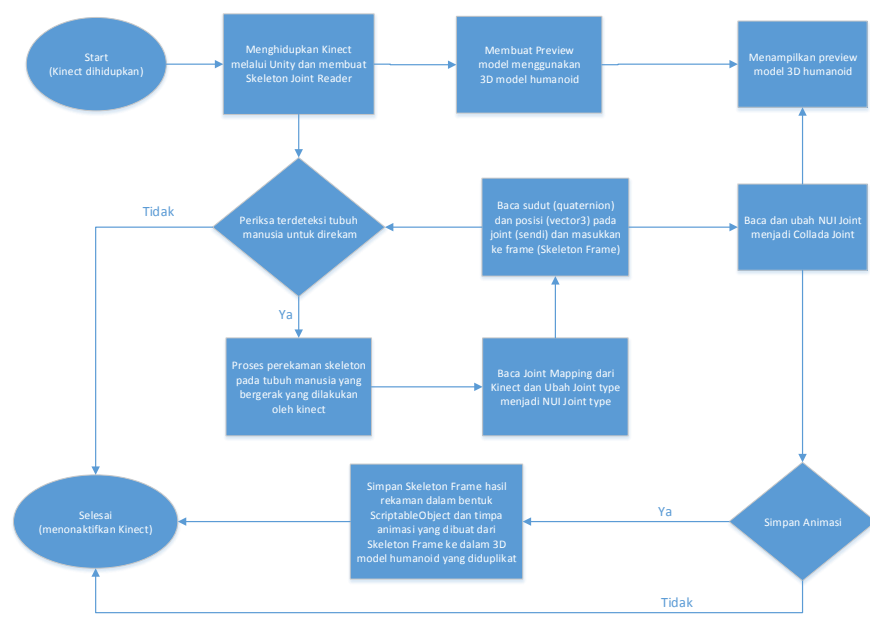 Start
(Kinect dihidupkan)
Menghidupkan Kinect
melalui Unity dan membuat
Skeleton Joint Reader
Membuat Preview
model menggunakan
3D model humanoid
Menampilkan preview
model 3D humanoid
Tidak
Periksa terdeteksi tubuh
manusia untuk direkam
Baca sudut (quaternion)
dan posisi (vector3) pada
joint (sendi) dan masukkan
ke frame (Skeleton Frame)
Baca dan ubah NUI Joint
menjadi Collada Joint
Ya
Proses perekaman skeleton
pada tubuh manusia yang
bergerak yang dilakukan
oleh kinect
Baca Joint Mapping dari
Kinect dan Ubah Joint type
menjadi NUI Joint type
Selesai
(menonaktifkan Kinect)
Simpan Skeleton Frame hasil
rekaman dalam bentuk
ScriptableObject dan timpa
animasi yang dibuat dari
Skeleton Frame ke dalam 3D
model humanoid yang diduplikat
Ya
Simpan Animasi
Tidak